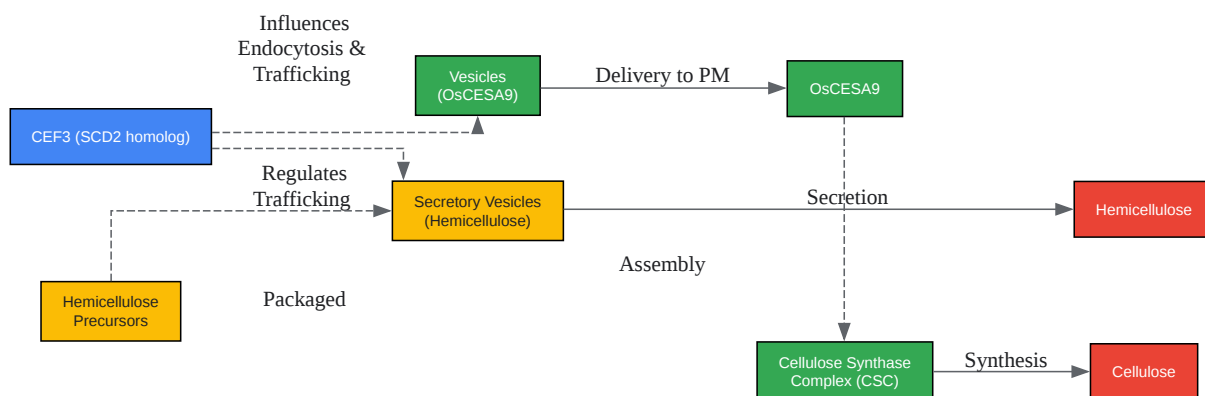 Influences
Endocytosis &
Trafficking
Vesicles
(OsCESA9)
Delivery to PM
OsCESA9
CEF3 (SCD2 homolog)
Regulates
Trafficking
Secretory Vesicles
(Hemicellulose)
Secretion
Hemicellulose
Assembly
Hemicellulose
Precursors
Packaged
Cellulose Synthase
Complex (CSC)
Synthesis
Cellulose